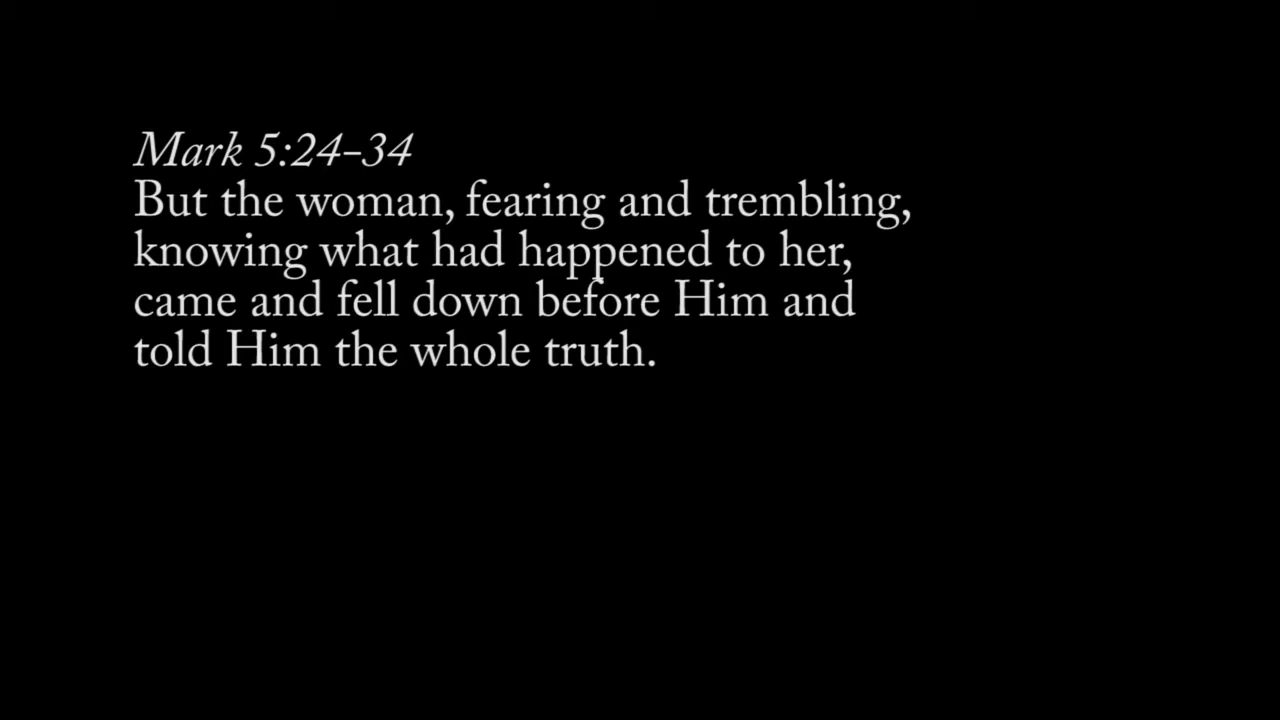 Mark 5:24-34
But the woman, fearing and trembling,
knowing what had happened to her,
came and fell down before Him and
told Him the whole truth.